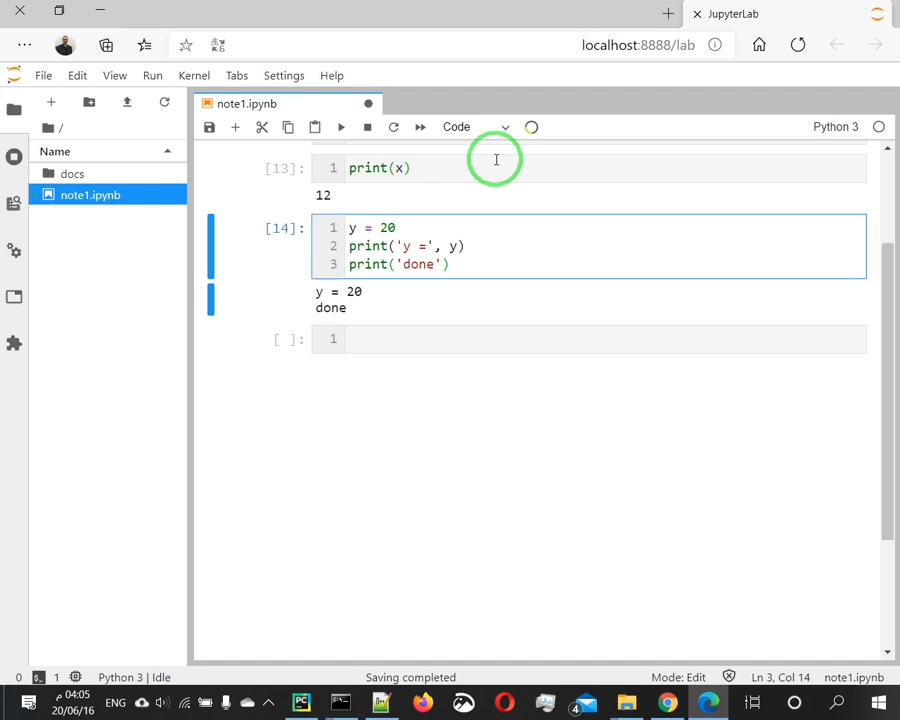 JupyterLab
localhost:8888/lab
File Edit View Run Kernel Tabs Settings Help
note1.ipynb
Code
Python 3
/
Name
docs
note1.ipynb
[13]: 1 print(x)
12
[14]: 1 y = 20
2 print('y =', y)
3 print('done')
y = 20
done
[ ]: 1
0 $_ 1 Python 3 | Idle Saving completed Mode: Edit Ln 3, Col 14 note1.ipynb
04:05 م
20/06/16
ENG
PC
4